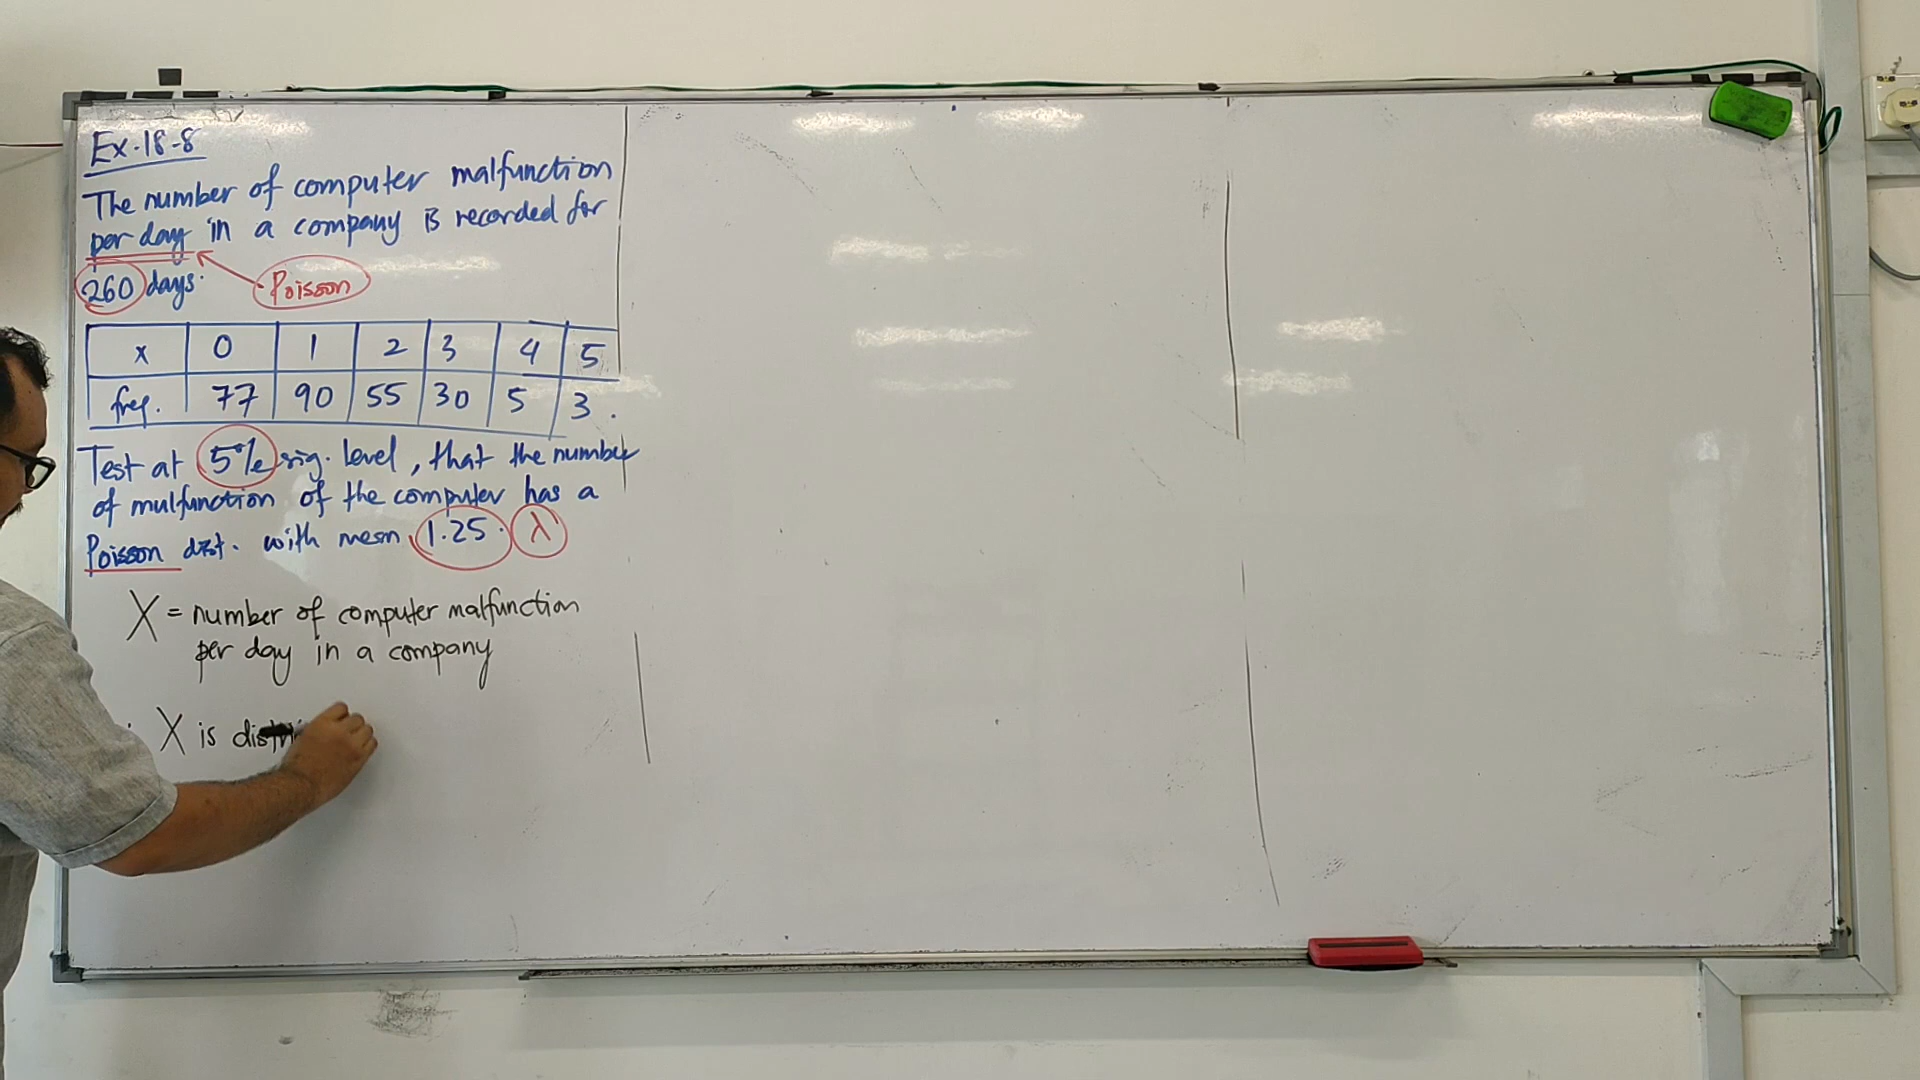 Ex.18-8
The number of computer malfunction
per day in a company is recorded for
260 days.
Poisson
x 0 1 2 3 4 5
freq. 77 90 55 30 5 3.
Test at 5% sig. level, that the number
of mulfunction of the computer has a
Poisson dist. with mean 1.25. λ
X = number of computer malfunction
per day in a company
X is distri